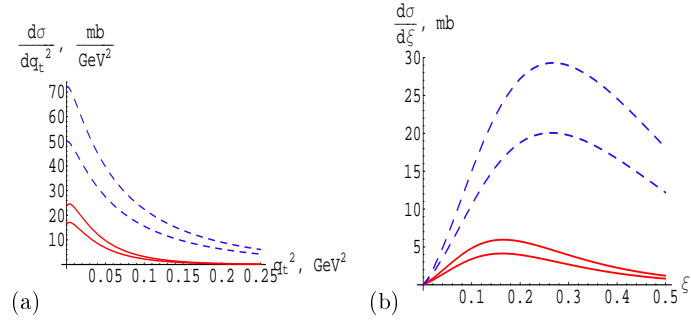 dσ/dq_t^2, mb/GeV^2
70
60
50
40
30
20
10
0.05 0.1 0.15 0.2 0.25
q_t^2, GeV^2
(a)
dσ/dξ, mb
30
25
20
15
10
5
0.1 0.2 0.3 0.4 0.5
ξ
(b)